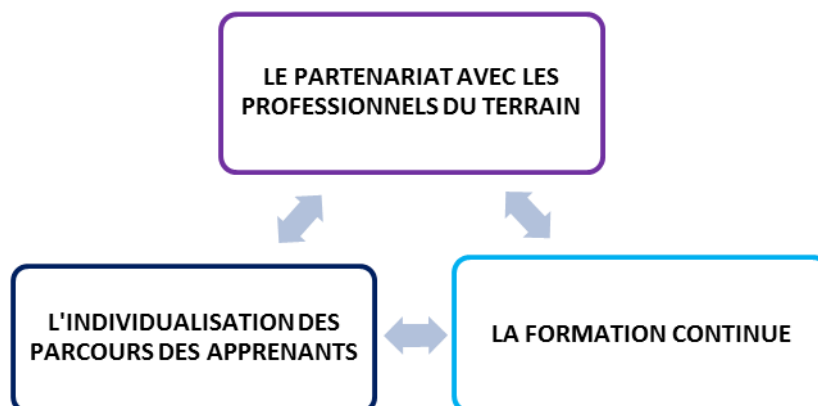 LE PARTENARIAT AVEC LES
PROFESSIONNELS DU TERRAIN
L'INDIVIDUALISATION DES
PARCOURS DES APPRENANTS
LA FORMATION CONTINUE